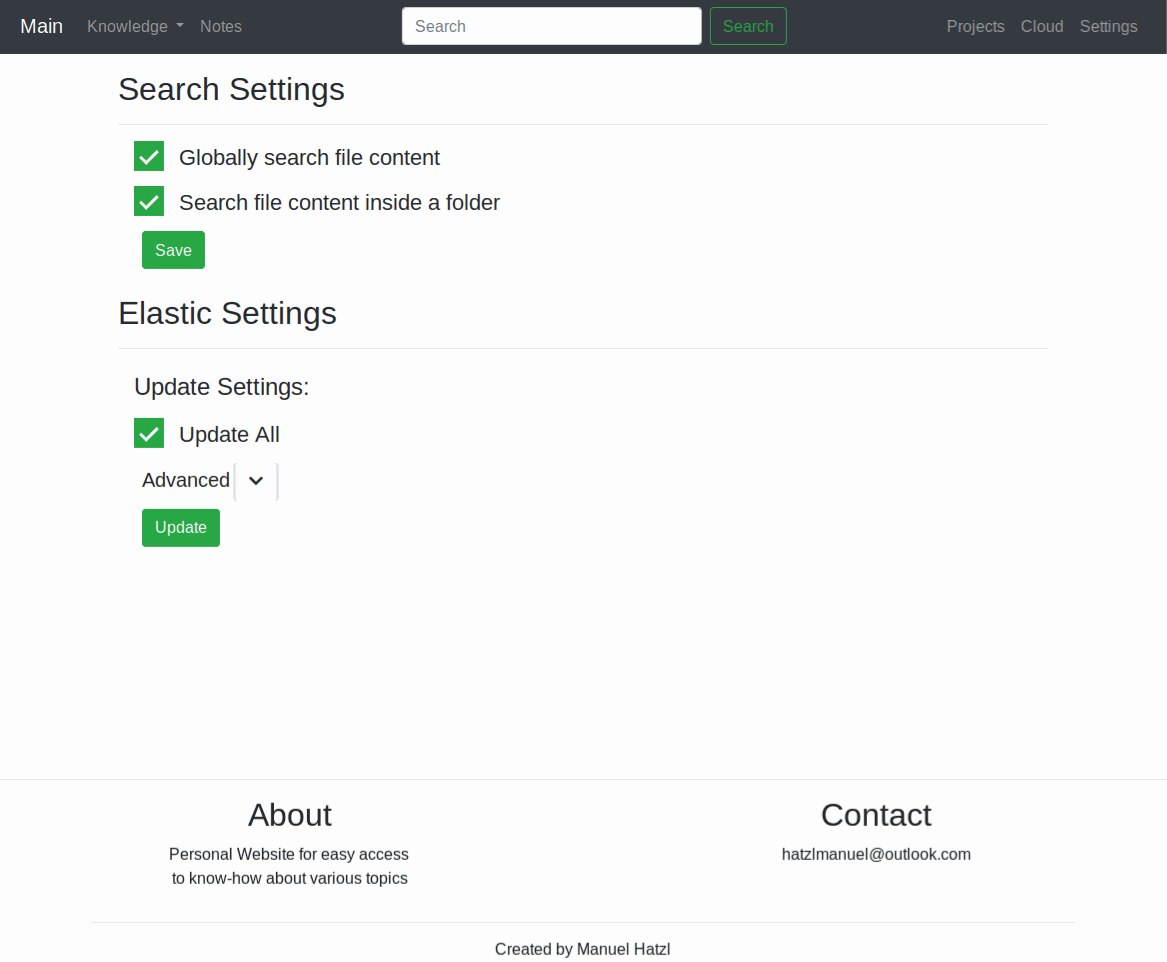 Main Knowledge Notes Search Search Projects Cloud Settings
Search Settings
Globally search file content
Search file content inside a folder
Save
Elastic Settings
Update Settings:
Update All
Advanced
Update
About
Personal Website for easy access
to know-how about various topics
Contact
hatzlmanuel@outlook.com
Created by Manuel Hatzl